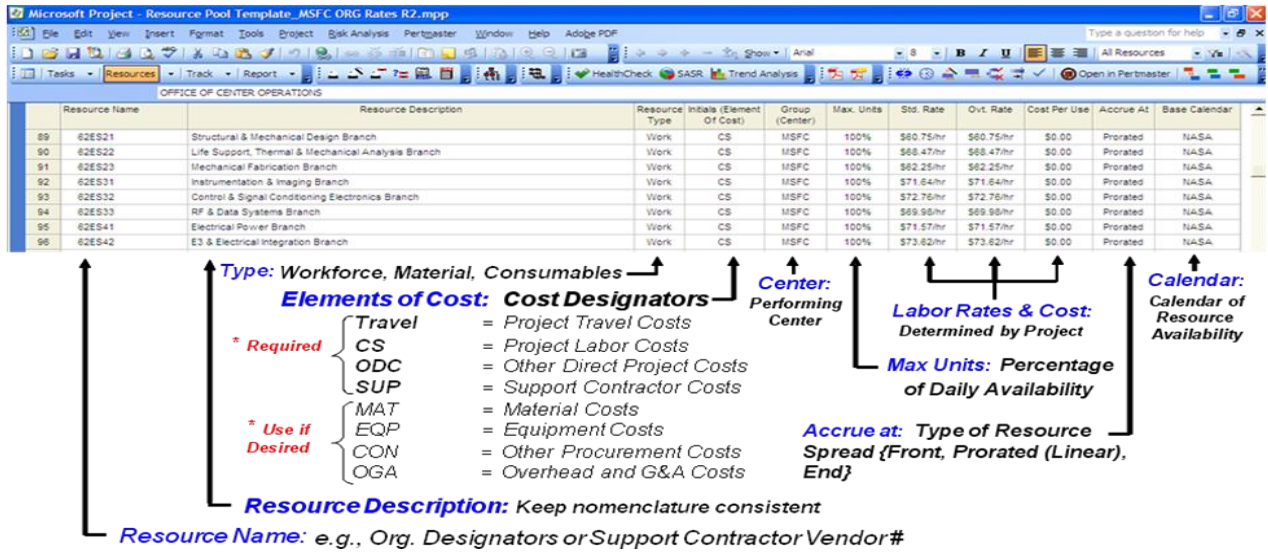 Microsoft Project - Resource Pool Template_MSFC ORG Rates R2.mpp
File Edit View Insert Format Tools Project Risk Analysis Pertmaster Window Help Adobe PDF Type a question for help
Show Arial 8 B I U All Resources
Tasks Resources Track Report HealthCheck SASR Trend Analysis Open in Pertmaster
OFFICE OF CENTER OPERATIONS
Resource Name Resource Description Resource Type Initials (Element Of Cost) Group (Center) Max. Units Std. Rate Ovt. Rate Cost Per Use Accrue At Base Calendar
89 62ES21 Structural & Mechanical Design Branch Work CS MSFC 100% $60.75/hr $60.75/hr $0.00 Prorated NASA
90 62ES22 Life Support, Thermal & Mechanical Analysis Branch Work CS MSFC 100% $68.47/hr $68.47/hr $0.00 Prorated NASA
91 62ES23 Mechanical Fabrication Branch Work CS MSFC 100% $62.25/hr $62.25/hr $0.00 Prorated NASA
92 62ES31 Instrumentation & Imaging Branch Work CS MSFC 100% $71.64/hr $71.64/hr $0.00 Prorated NASA
93 62ES32 Control & Signal Conditioning Electronics Branch Work CS MSFC 100% $72.76/hr $72.76/hr $0.00 Prorated NASA
94 62ES33 RF & Data Systems Branch Work CS MSFC 100% $69.98/hr $69.98/hr $0.00 Prorated NASA
95 62ES41 Electrical Power Branch Work CS MSFC 100% $71.57/hr $71.57/hr $0.00 Prorated NASA
96 62ES42 E3 & Electrical Integration Branch Work CS MSFC 100% $73.62/hr $73.62/hr $0.00 Prorated NASA
Type: Workforce, Material, Consumables
Elements of Cost: Cost Designators
* Required
Travel = Project Travel Costs
CS = Project Labor Costs
ODC = Other Direct Project Costs
SUP = Support Contractor Costs
* Use if
Desired
MAT = Material Costs
EQP = Equipment Costs
CON = Other Procurement Costs
OGA = Overhead and G&A Costs
Center:
Performing
Center
Labor Rates & Cost:
Determined by Project
Calendar:
Calendar of
Resource
Availability
Max Units: Percentage
of Daily Availability
Accrue at: Type of Resource
Spread {Front, Prorated (Linear),
End}
Resource Description: Keep nomenclature consistent
Resource Name: e.g., Org. Designators or Support Contractor Vendor #